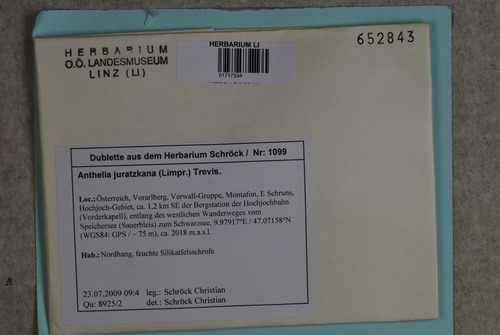 HERBARIUM
O.Ö. LANDESMUSEUM
LINZ (LI)
HERBARIUM LI
01717334
652843
Dublette aus dem Herbarium Schröck / Nr: 1099
Anthelia juratzkana (Limpr.) Trevis.
Loc.:Österreich, Vorarlberg, Verwall-Gruppe, Montafon, E Schruns,
Hochjoch-Gebiet, ca. 1,2 km SE der Bergstation der Hochjochbahn
(Vorderkapell), entlang des westlichen Wanderweges vom
Speichersee (Sauerbleis) zum Schwarzsee, 9.97917°E / 47.07158°N
(WGS84: GPS / ~ 75 m), ca. 2018 m.a.s.l.
Hab.:Nordhang, feuchte Silikatfelsschrofe
23.07.2009 09:4 leg.: Schröck Christian
Qu: 8925/2 det.: Schröck Christian